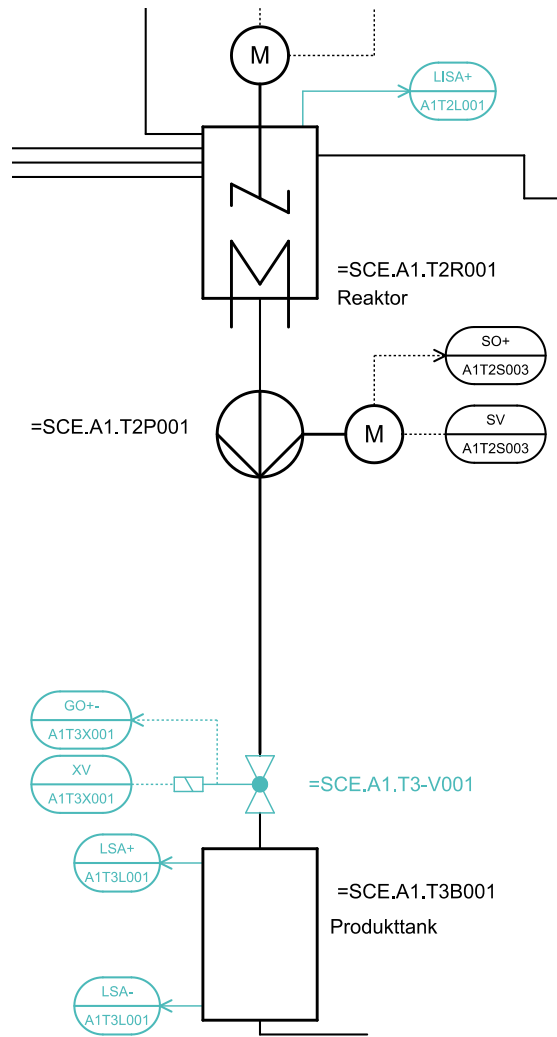 M
LISA+
A1T2L001
=SCE.A1.T2R001
Reaktor
SO+
A1T2S003
=SCE.A1.T2P001
M
SV
A1T2S003
GO+-
A1T3X001
XV
A1T3X001
=SCE.A1.T3-V001
LSA+
A1T3L001
=SCE.A1.T3B001
Produkttank
LSA-
A1T3L001